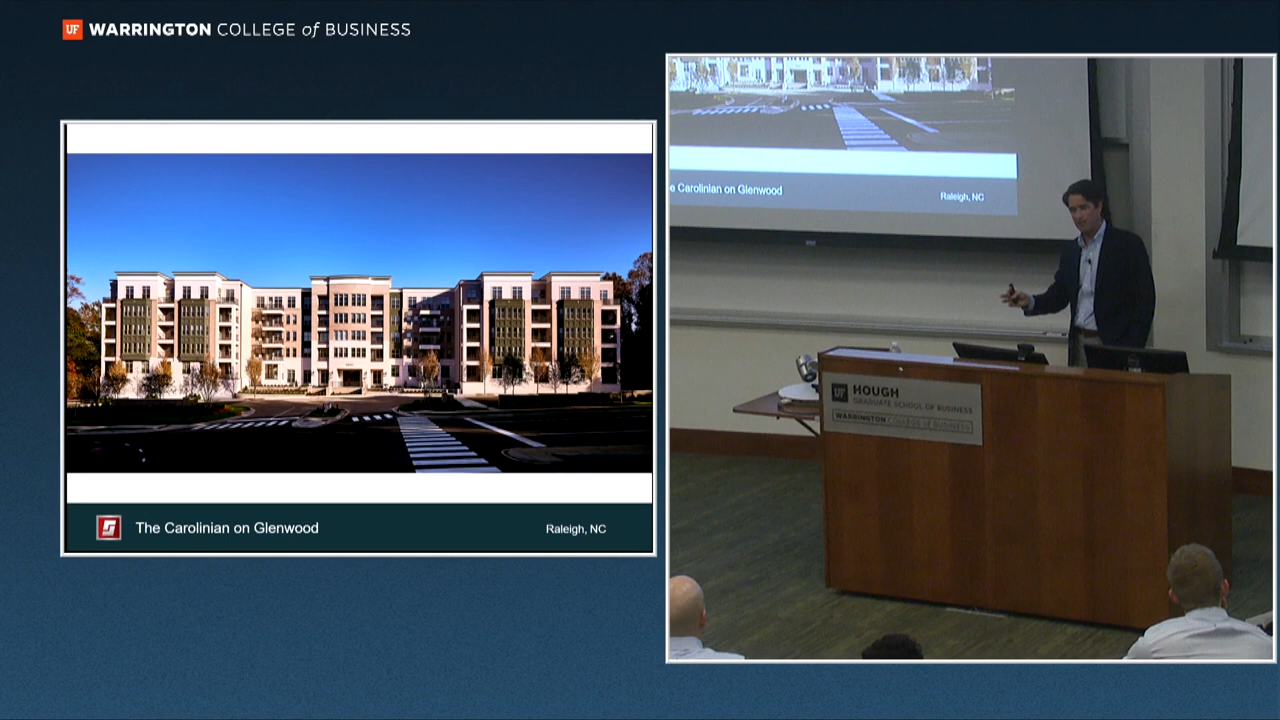 UF WARRINGTON COLLEGE of BUSINESS
The Carolinian on Glenwood
Raleigh, NC
e Carolinian on Glenwood
Raleigh, NC
UF HOUGH
GRADUATE SCHOOL OF BUSINESS
WARRINGTON COLLEGE OF BUSINESS